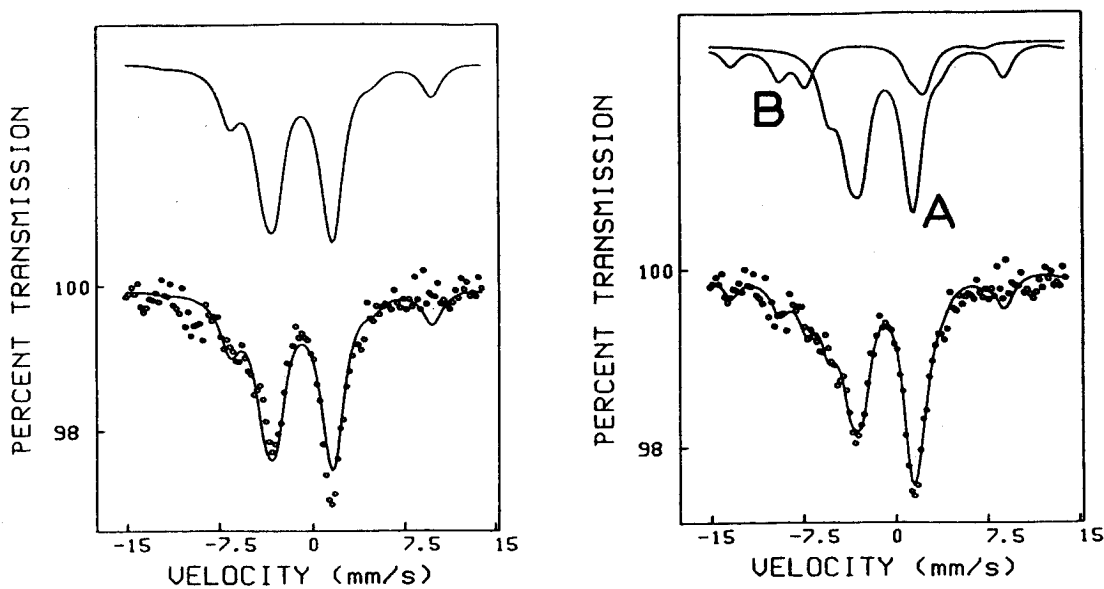 PERCENT TRANSMISSION
100
98
-15 -7.5 0 7.5 15
VELOCITY (mm/s)
PERCENT TRANSMISSION
B
A
100
98
-15 -7.5 0 7.5 15
VELOCITY (mm/s)